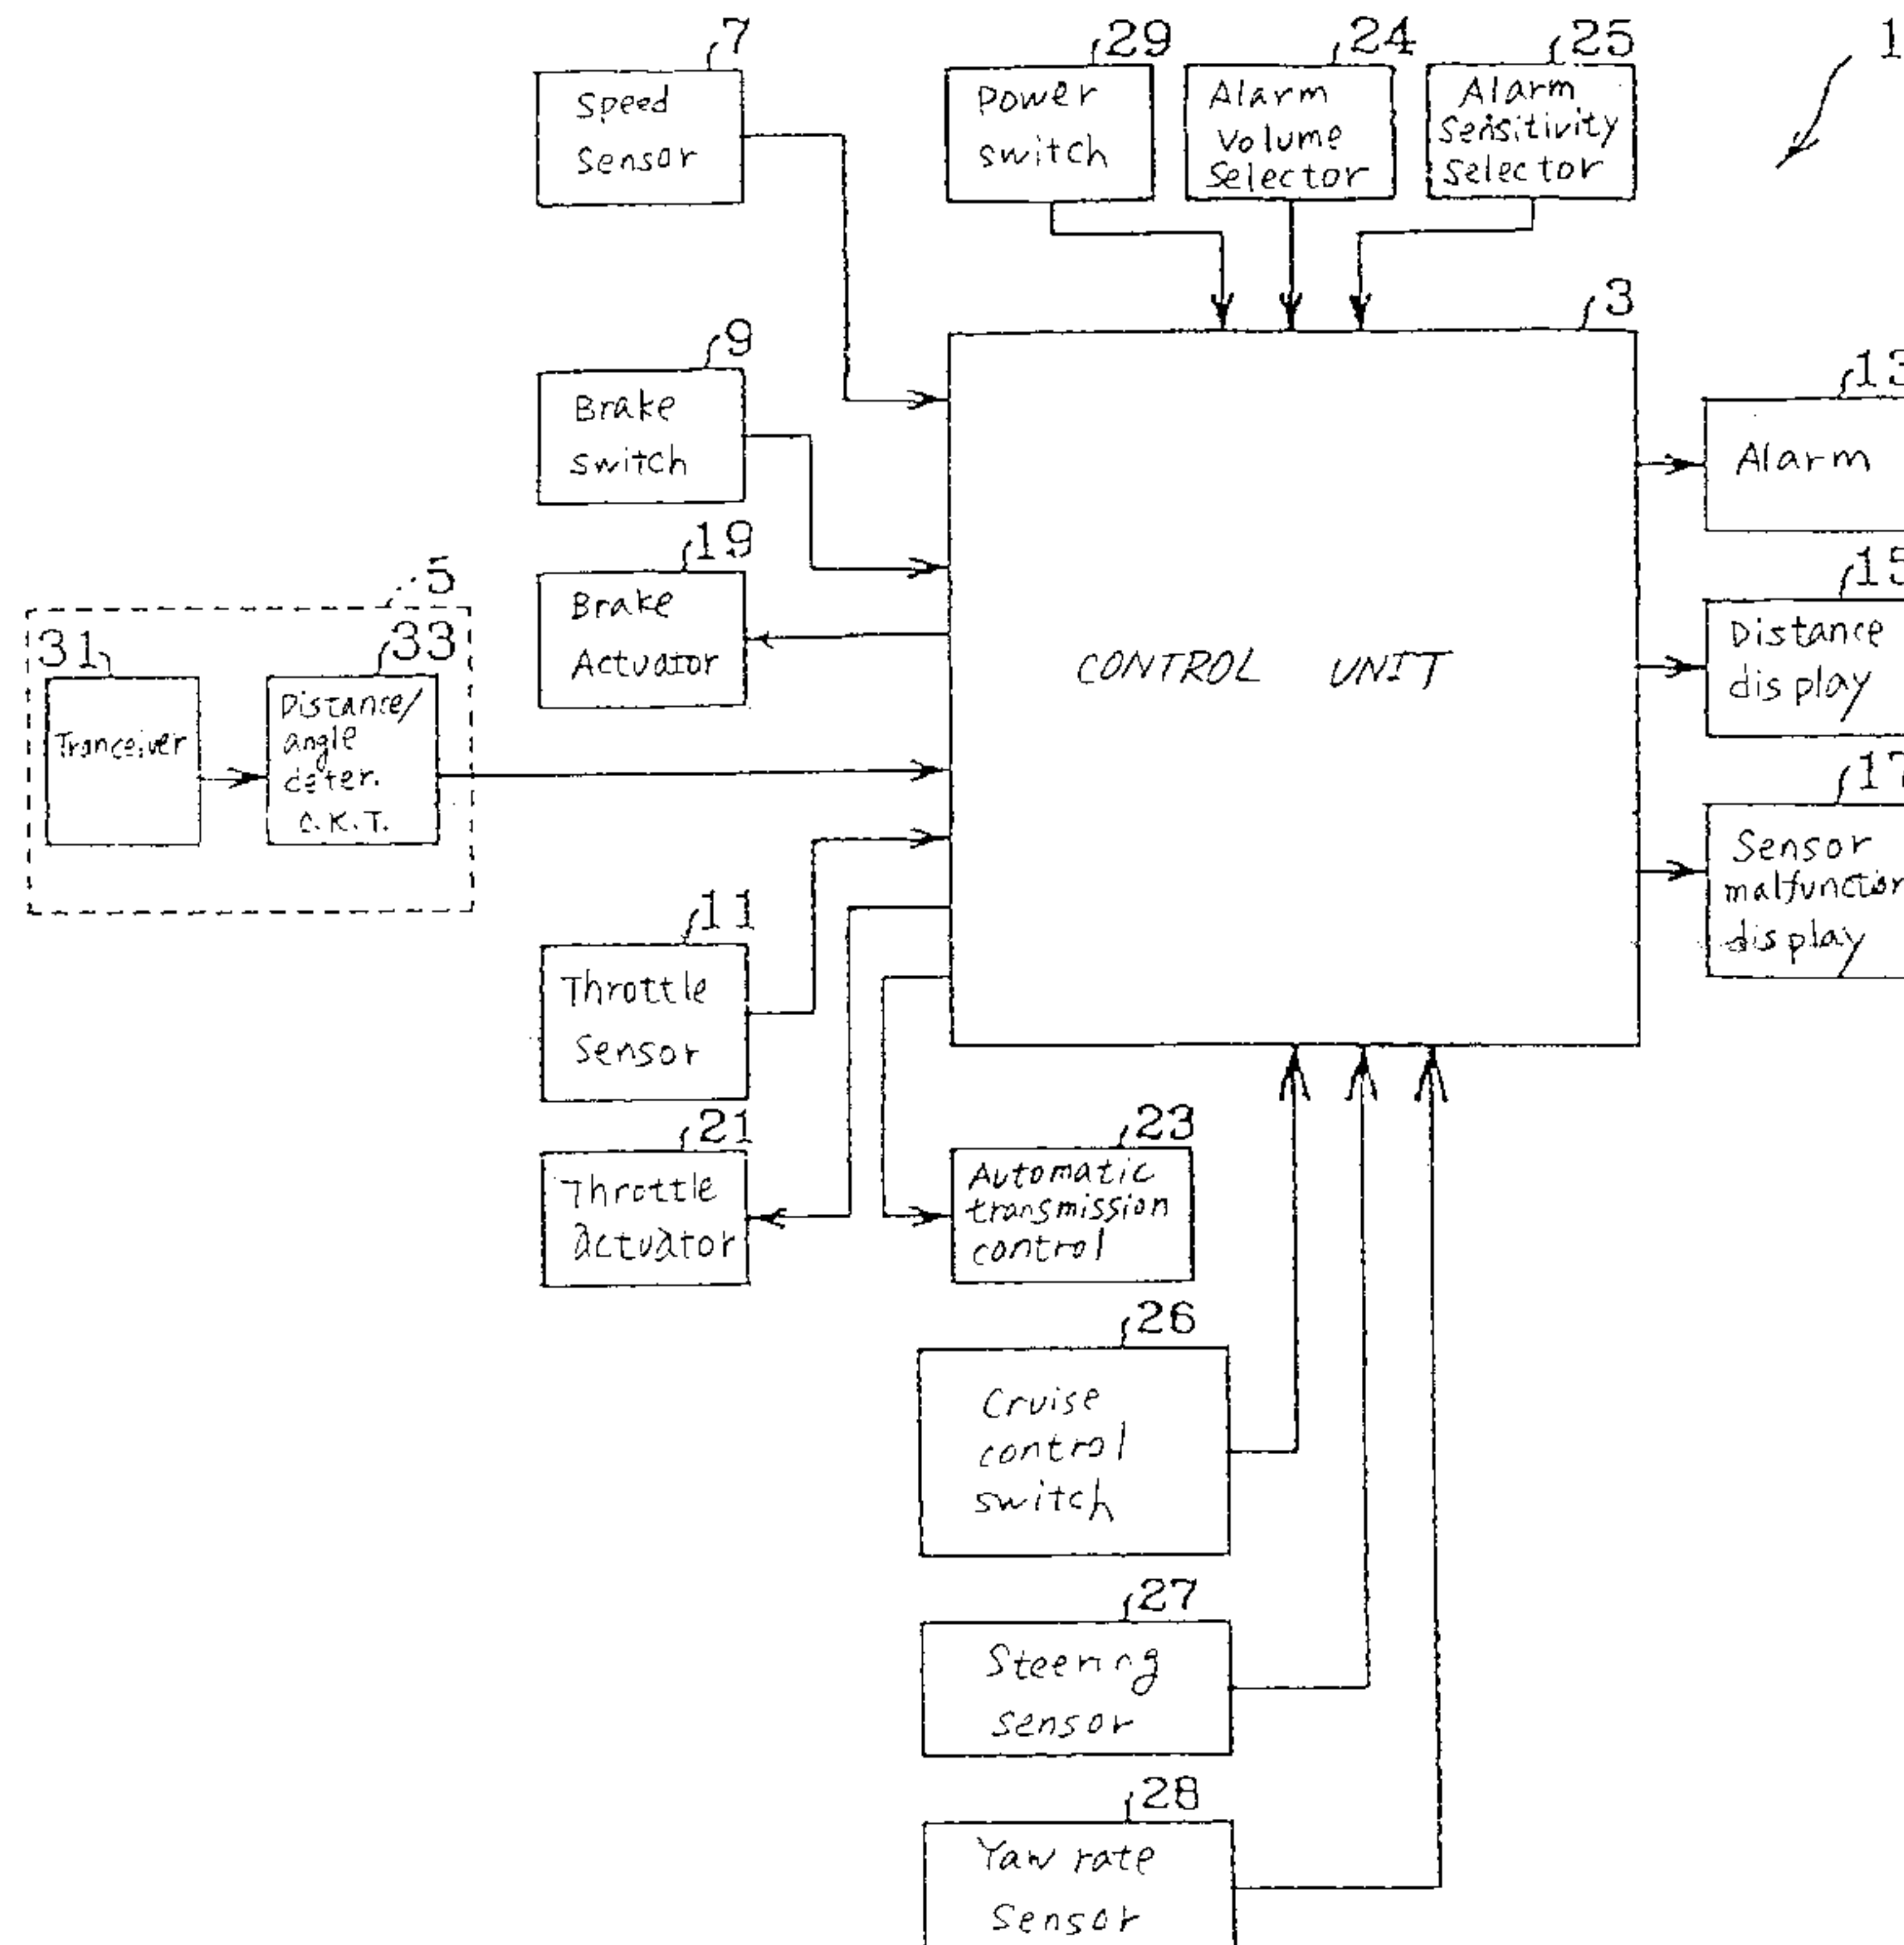 7
29
24
25
1
Speed
Sensor
Power
switch
Alarm
Volume
Selector
Alarm
Sensitivity
Selector
3
9
13
Brake
switch
Alarm
19
15
5
Brake
Actuator
CONTROL UNIT
Distance
display
31
33
Tranceiver
Distance/
angle
deter.
C.K.T.
17
Sensor
malfunction
display
11
Throttle
Sensor
21
23
Throttle
actuator
Automatic
transmission
control
26
Cruise
control
switch
27
Steering
sensor
28
Yaw rate
Sensor